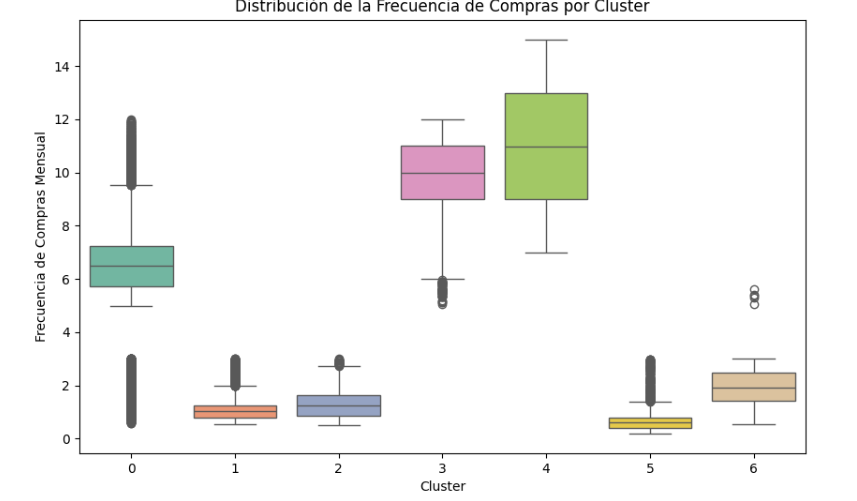 Distribución de la Frecuencia de Compras por Cluster
Frecuencia de Compras Mensual
14
12
10
8
6
4
2
0
0 1 2 3 4 5 6
Cluster